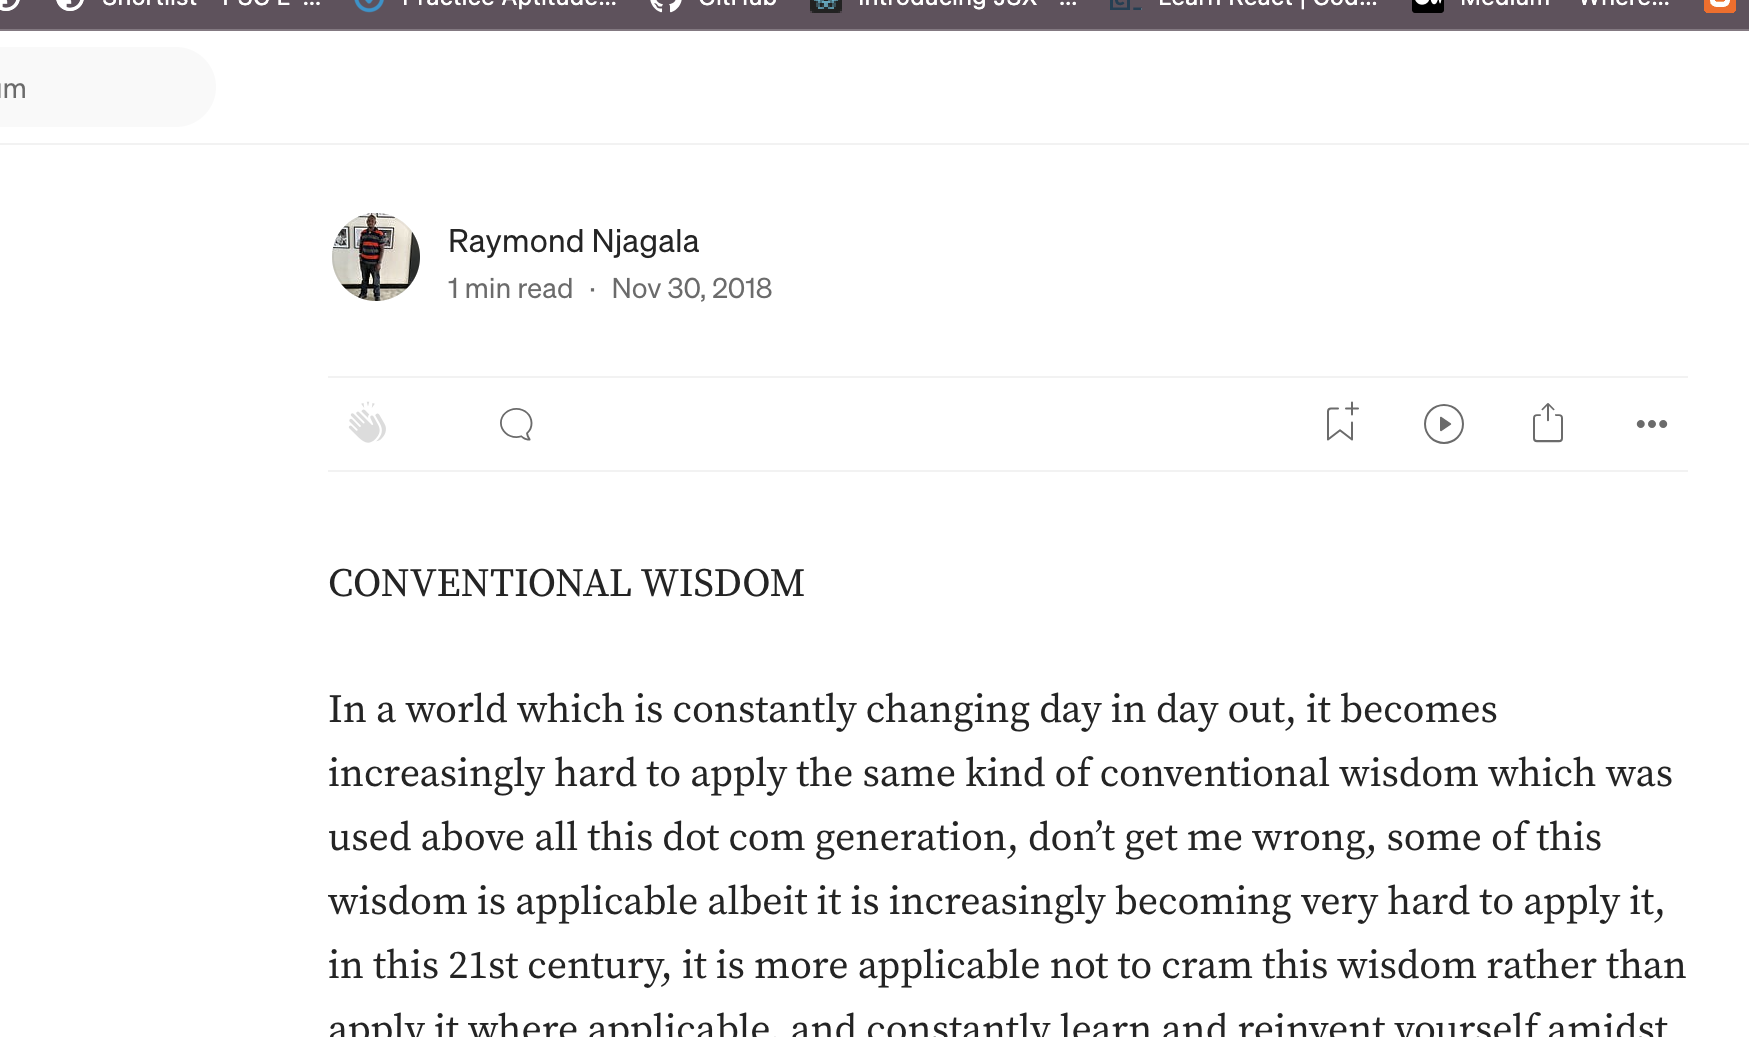 Shortlist - PSC E-...
Practice Aptitude...
GitHub
Introducing JSX - ...
Learn React | Cod...
Medium - Where...
um
Raymond Njagala
1 min read · Nov 30, 2018
CONVENTIONAL WISDOM
In a world which is constantly changing day in day out, it becomes
increasingly hard to apply the same kind of conventional wisdom which was
used above all this dot com generation, don’t get me wrong, some of this
wisdom is applicable albeit it is increasingly becoming very hard to apply it,
in this 21st century, it is more applicable not to cram this wisdom rather than
apply it where applicable, and constantly learn and reinvent yourself amidst